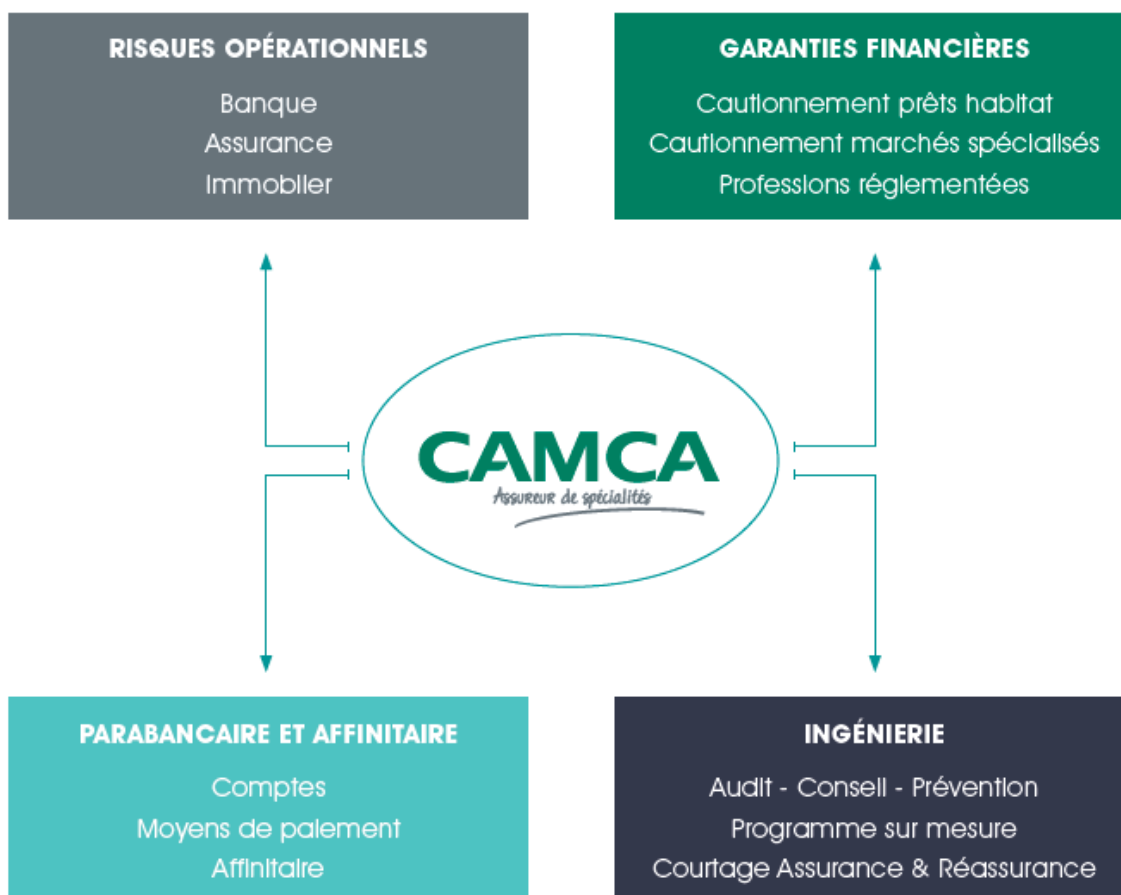 RISQUES OPÉRATIONNELS
Banque
Assurance
Immobilier
GARANTIES FINANCIÈRES
Cautionnement prêts habitat
Cautionnement marchés spécialisés
Professions réglementées
CAMCA
Assureur de spécialités
PARABANCAIRE ET AFFINITAIRE
Comptes
Moyens de paiement
Affinitaire
INGÉNIERIE
Audit - Conseil - Prévention
Programme sur mesure
Courtage Assurance & Réassurance